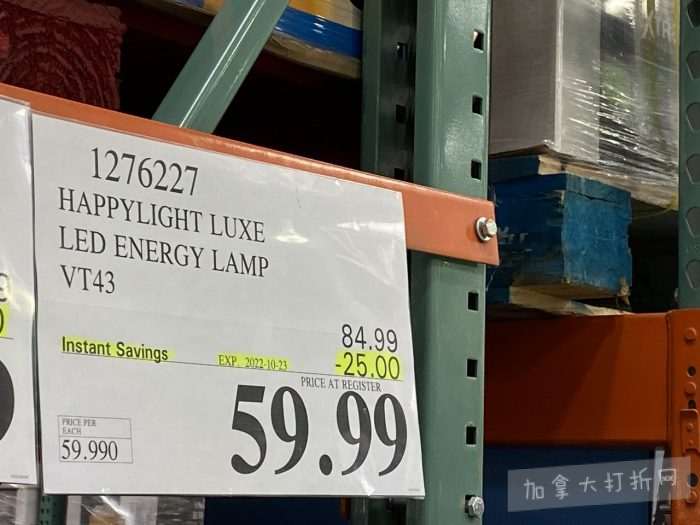 1276227
HAPPYLIGHT LUXE
LED ENERGY LAMP
VT43
84.99
Instant Savings EXP. 2022-10-23 -25.00
PRICE AT REGISTER
59.99
PRICE PER
EACH
59.990
加拿大打折网